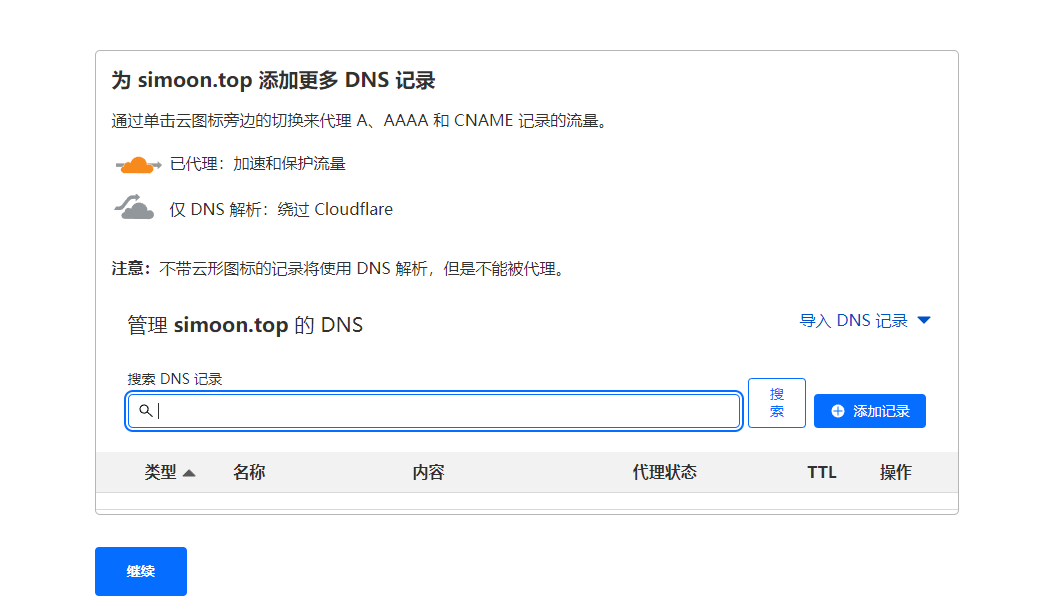 为 simoon.top 添加更多 DNS 记录
通过单击云图标旁边的切换来代理 A、AAAA 和 CNAME 记录的流量。
已代理：加速和保护流量
仅 DNS 解析：绕过 Cloudflare
注意：不带云形图标的记录将使用 DNS 解析，但是不能被代理。
管理 simoon.top 的 DNS
导入 DNS 记录
搜索 DNS 记录
搜
索
添加记录
类型 名称 内容 代理状态 TTL 操作
继续